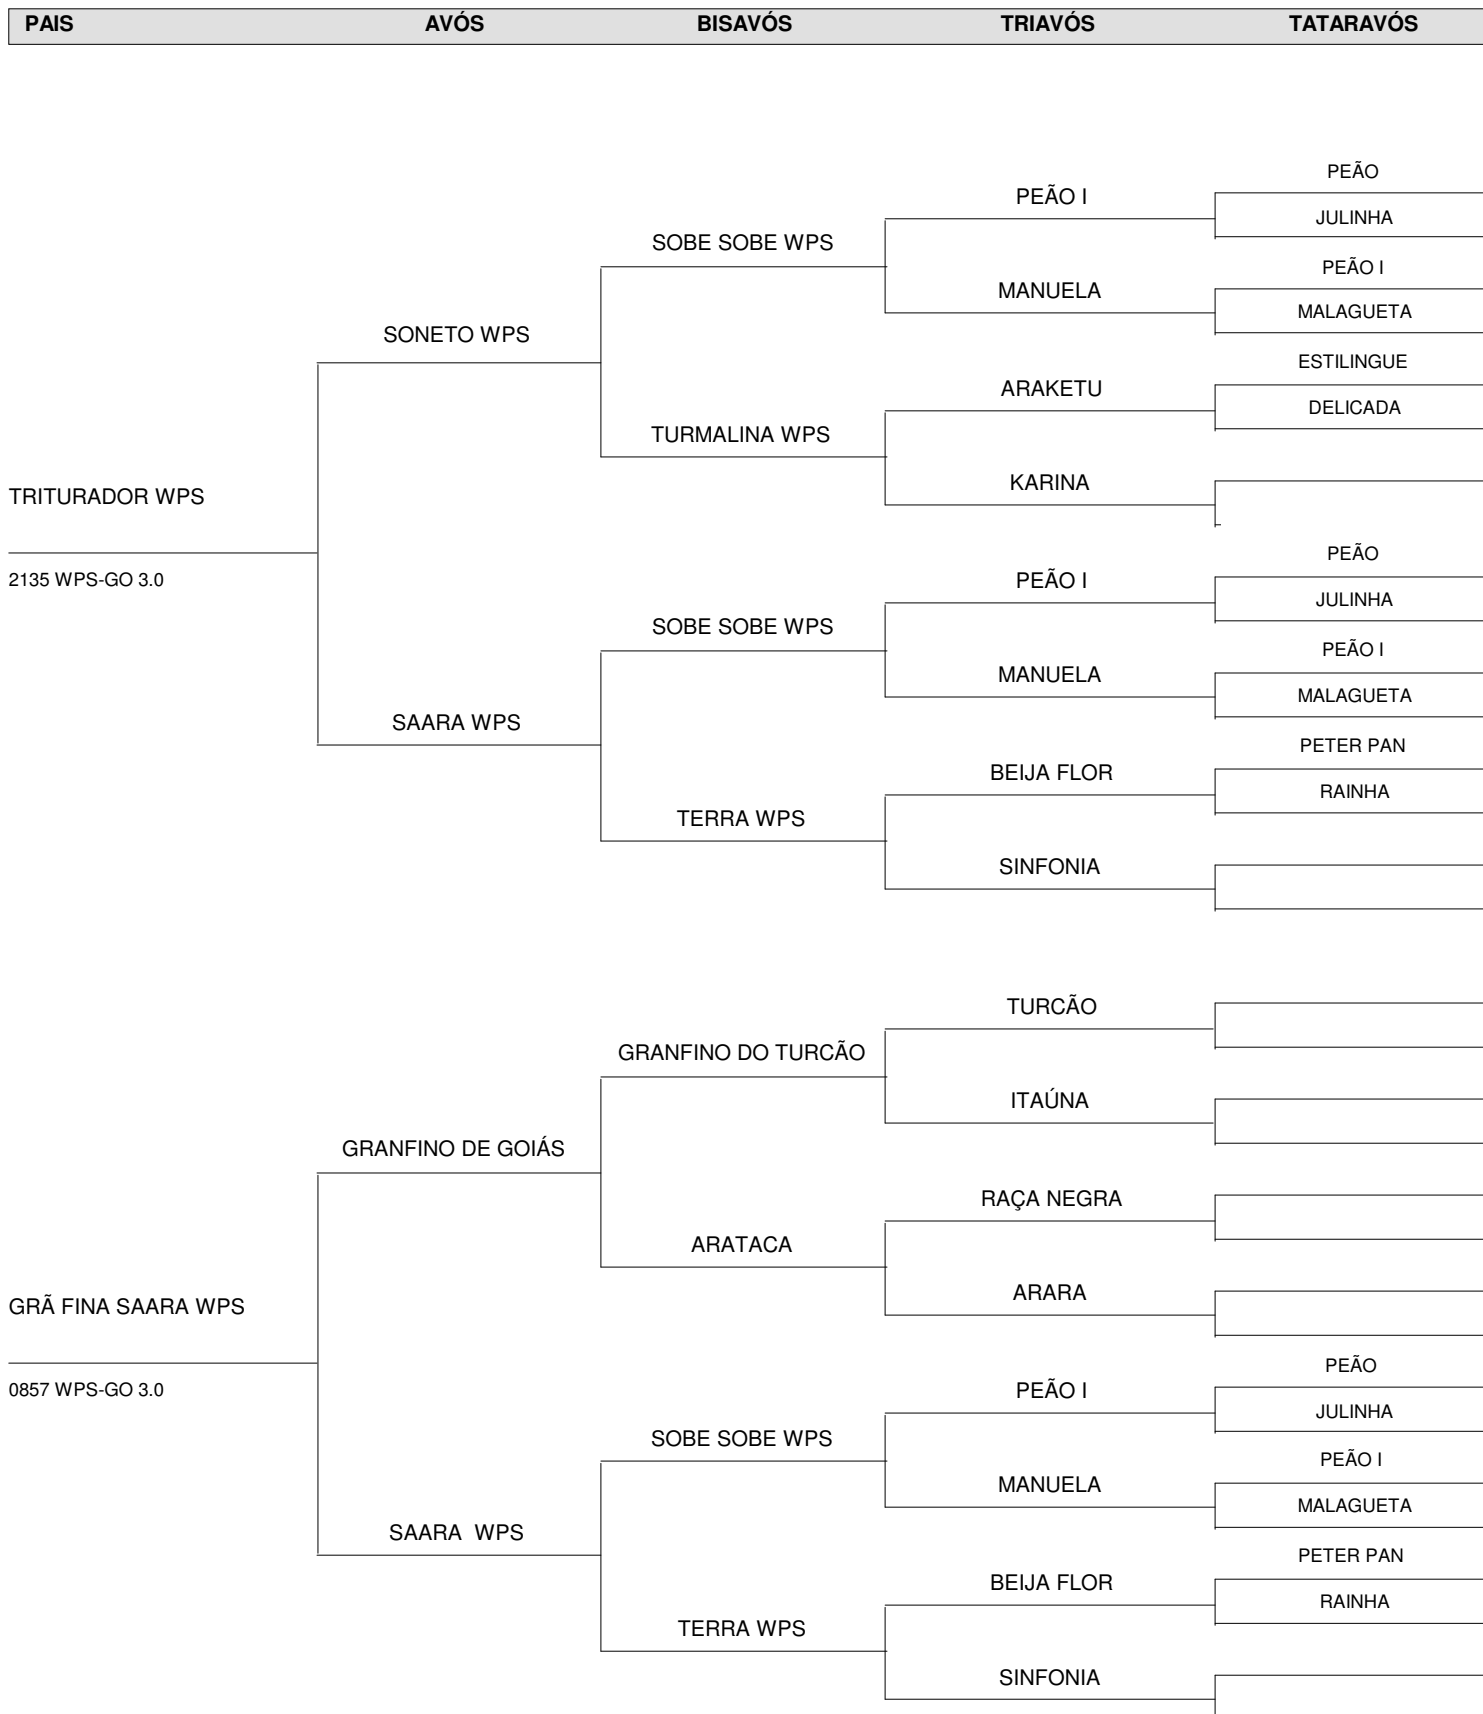 PAIS AVÓS BISAVÓS TRIAVÓS TATARAVÓS
PEÃO
PEÃO I
JULINHA
SOBE SOBE WPS
PEÃO I
MANUELA
MALAGUETA
SONETO WPS
ESTILINGUE
ARAKETU
DELICADA
TURMALINA WPS
KARINA
TRITURADOR WPS
PEÃO
2135 WPS-GO 3.0
PEÃO I
JULINHA
SOBE SOBE WPS
PEÃO I
MANUELA
MALAGUETA
SAARA WPS
PETER PAN
BEIJA FLOR
RAINHA
TERRA WPS
SINFONIA
TURCÃO
GRANFINO DO TURCÃO
ITAÚNA
GRANFINO DE GOIÁS
RAÇA NEGRA
ARATACA
ARARA
GRÃ FINA SAARA WPS
PEÃO
0857 WPS-GO 3.0
PEÃO I
JULINHA
SOBE SOBE WPS
PEÃO I
MANUELA
MALAGUETA
SAARA WPS
PETER PAN
BEIJA FLOR
RAINHA
TERRA WPS
SINFONIA